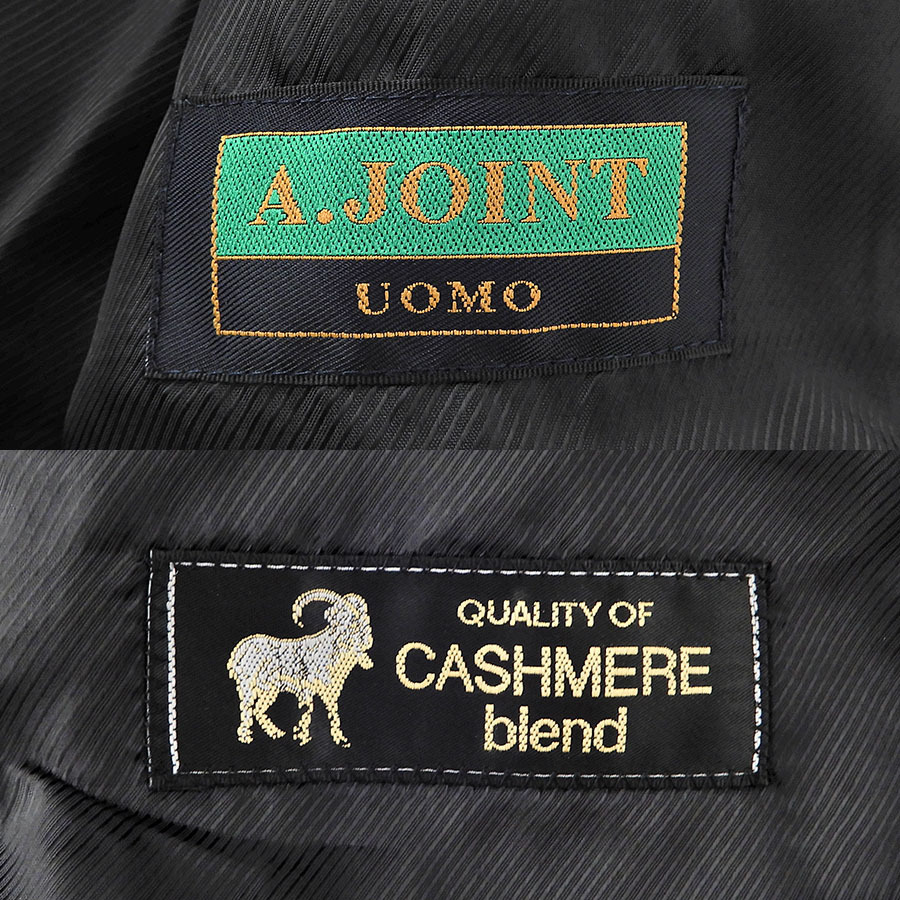 A.JOINT
UOMO
QUALITY OF
CASHMERE
blend